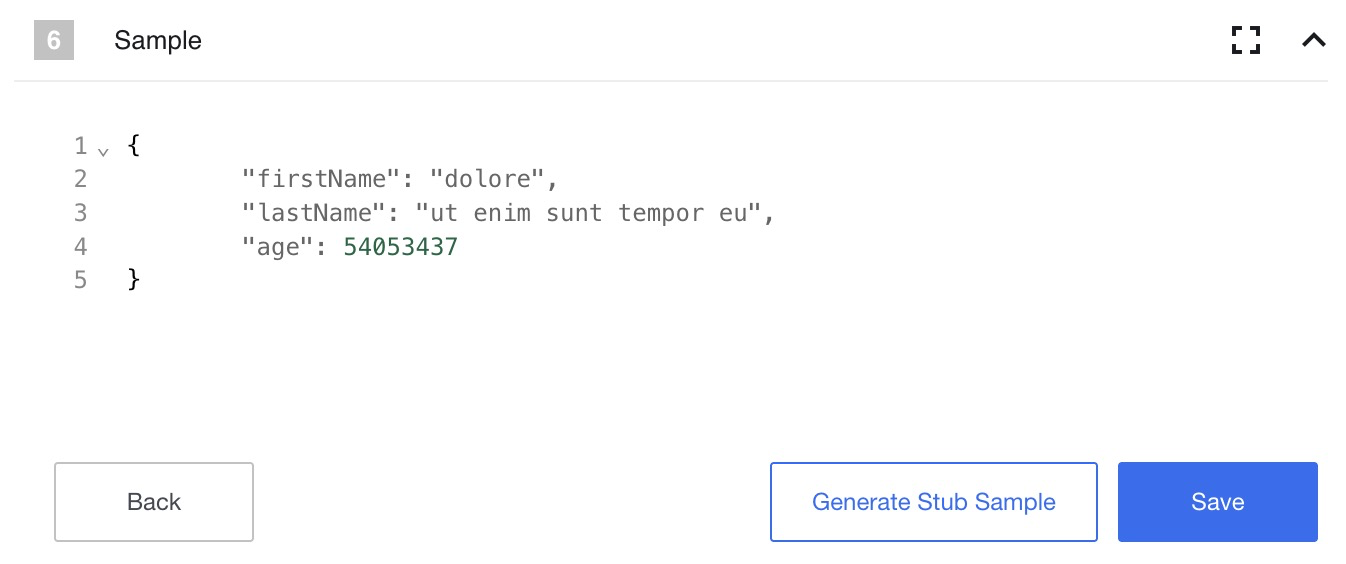 6 Sample
1 {
2 "firstName": "dolore",
3 "lastName": "ut enim sunt tempor eu",
4 "age": 54053437
5 }
Back Generate Stub Sample Save